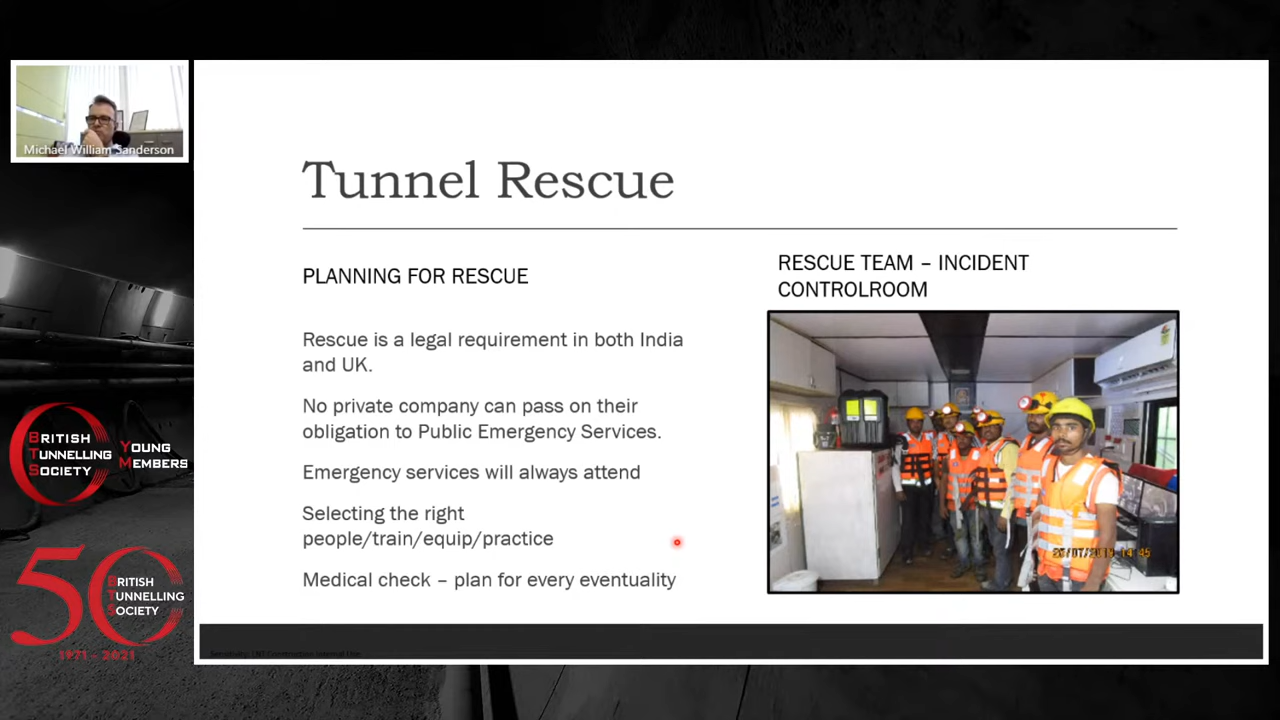 Michael William Sanderson
Tunnel Rescue
PLANNING FOR RESCUE
Rescue is a legal requirement in both India
and UK.
No private company can pass on their
obligation to Public Emergency Services.
Emergency services will always attend
Selecting the right
people/train/equip/practice
Medical check – plan for every eventuality
RESCUE TEAM – INCIDENT
CONTROLROOM
14:45
BRITISH
TUNNELLING
SOCIETY
YOUNG
MEMBERS
50
BRITISH
TUNNELLING
SOCIETY
1971 - 2021